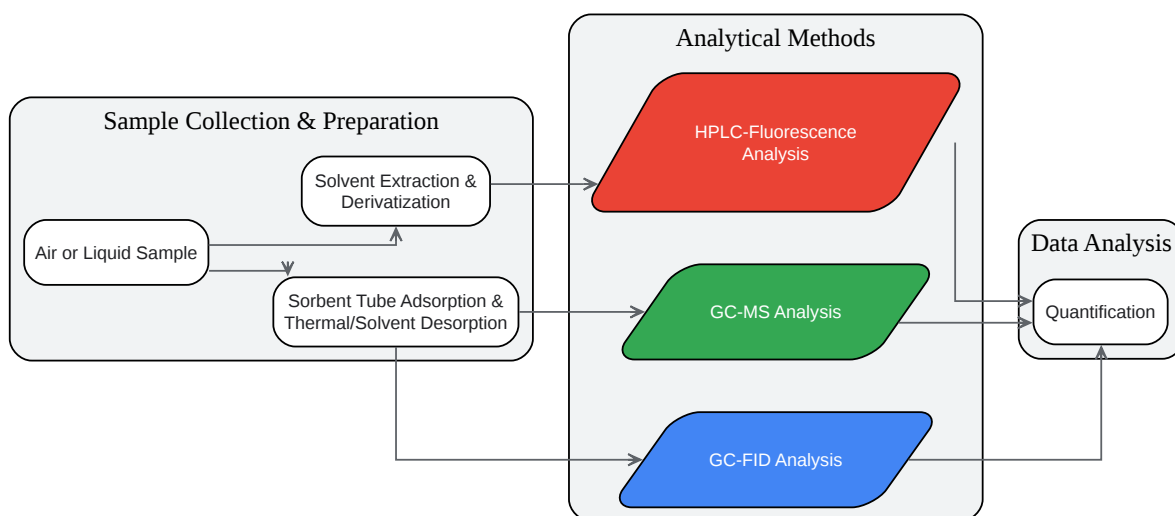 Sample Collection & Preparation
Air or Liquid Sample
Solvent Extraction &
Derivatization
Sorbent Tube Adsorption &
Thermal/Solvent Desorption
Analytical Methods
HPLC-Fluorescence
Analysis
GC-MS Analysis
GC-FID Analysis
Data Analysis
Quantification